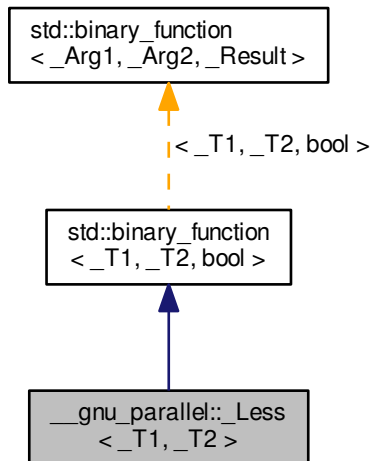 std::binary_function
< _Arg1, _Arg2, _Result >
< _T1, _T2, bool >
std::binary_function
< _T1, _T2, bool >
__gnu_parallel::_Less
< _T1, _T2 >